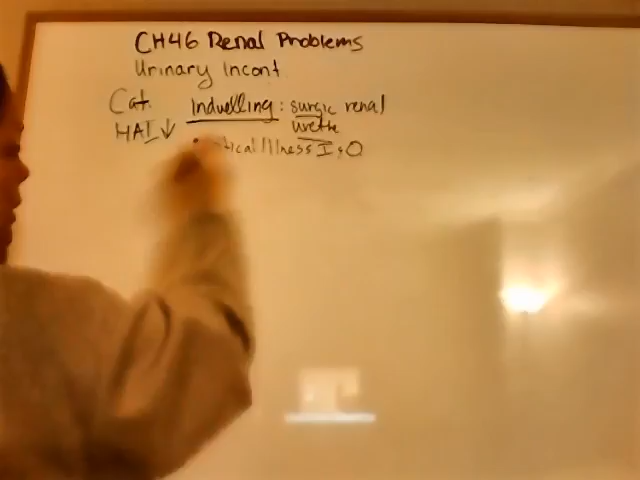 CH46 Renal Problems
Urinary Incont
Cat. Indwelling: surgic renal
HAI↓ ureth
Illness I & O